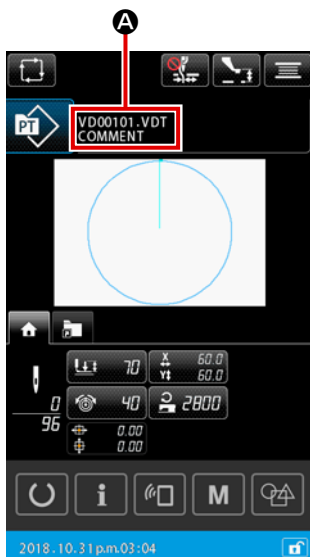 A
PT
VD00101.VDT
COMMENT
P
70
X 60.0
Y 60.0
0
40
2800
96
0.00
0.00
i
M
2018.10.31 p.m.03:04